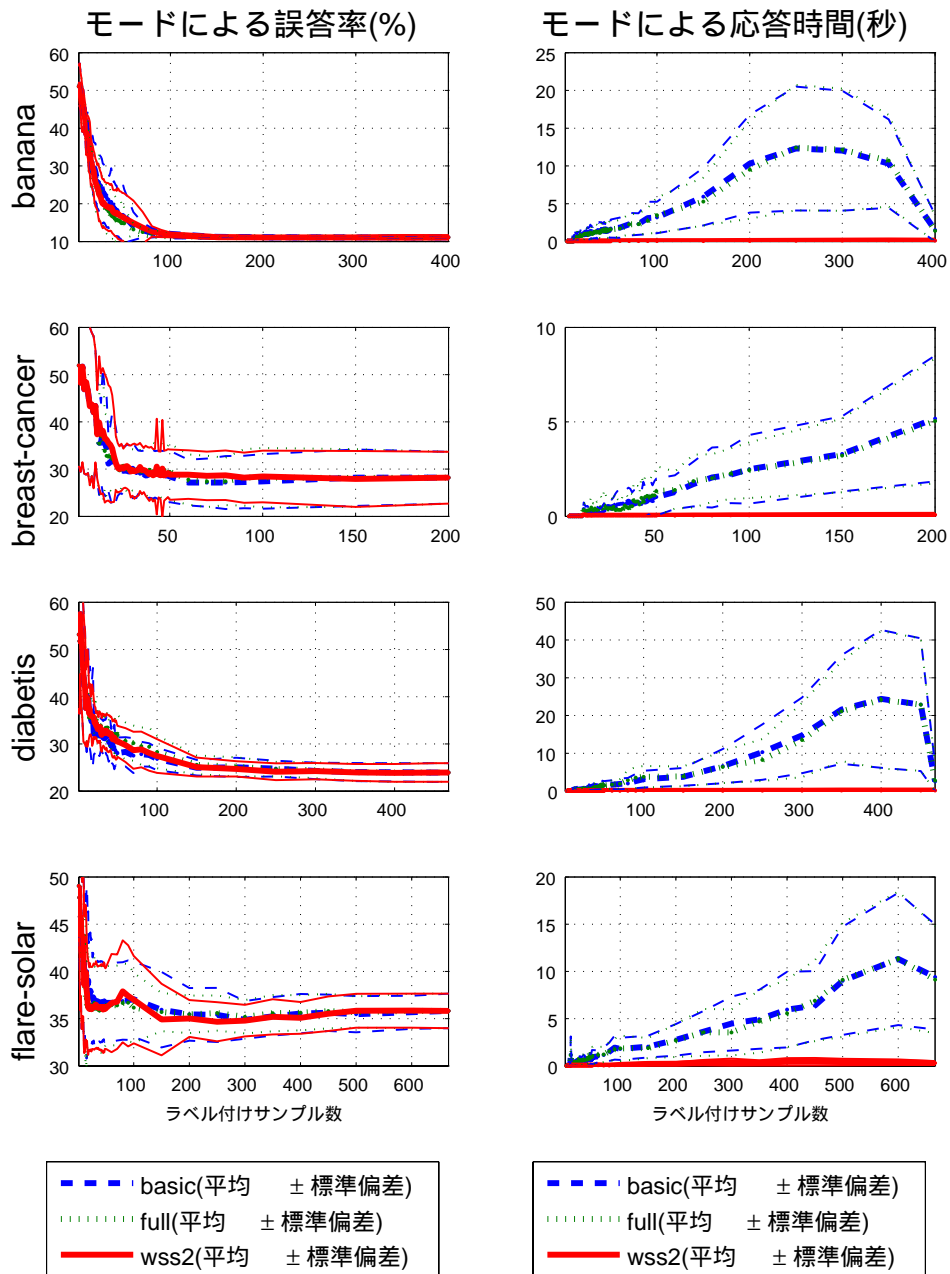 モードによる誤答率(%)
モードによる応答時間(秒)
banana
60
50
40
30
20
10
100 200 300 400
25
20
15
10
5
0
100 200 300 400
breast-cancer
60
50
40
30
20
50 100 150 200
10
5
0
50 100 150 200
diabetis
60
50
40
30
20
100 200 300 400
50
40
30
20
10
0
100 200 300 400
flare-solar
50
45
40
35
30
100 200 300 400 500 600
ラベル付けサンプル数
20
15
10
5
0
100 200 300 400 500 600
ラベル付けサンプル数
basic(平均 ± 標準偏差)
full(平均 ± 標準偏差)
wss2(平均 ± 標準偏差)
basic(平均 ± 標準偏差)
full(平均 ± 標準偏差)
wss2(平均 ± 標準偏差)